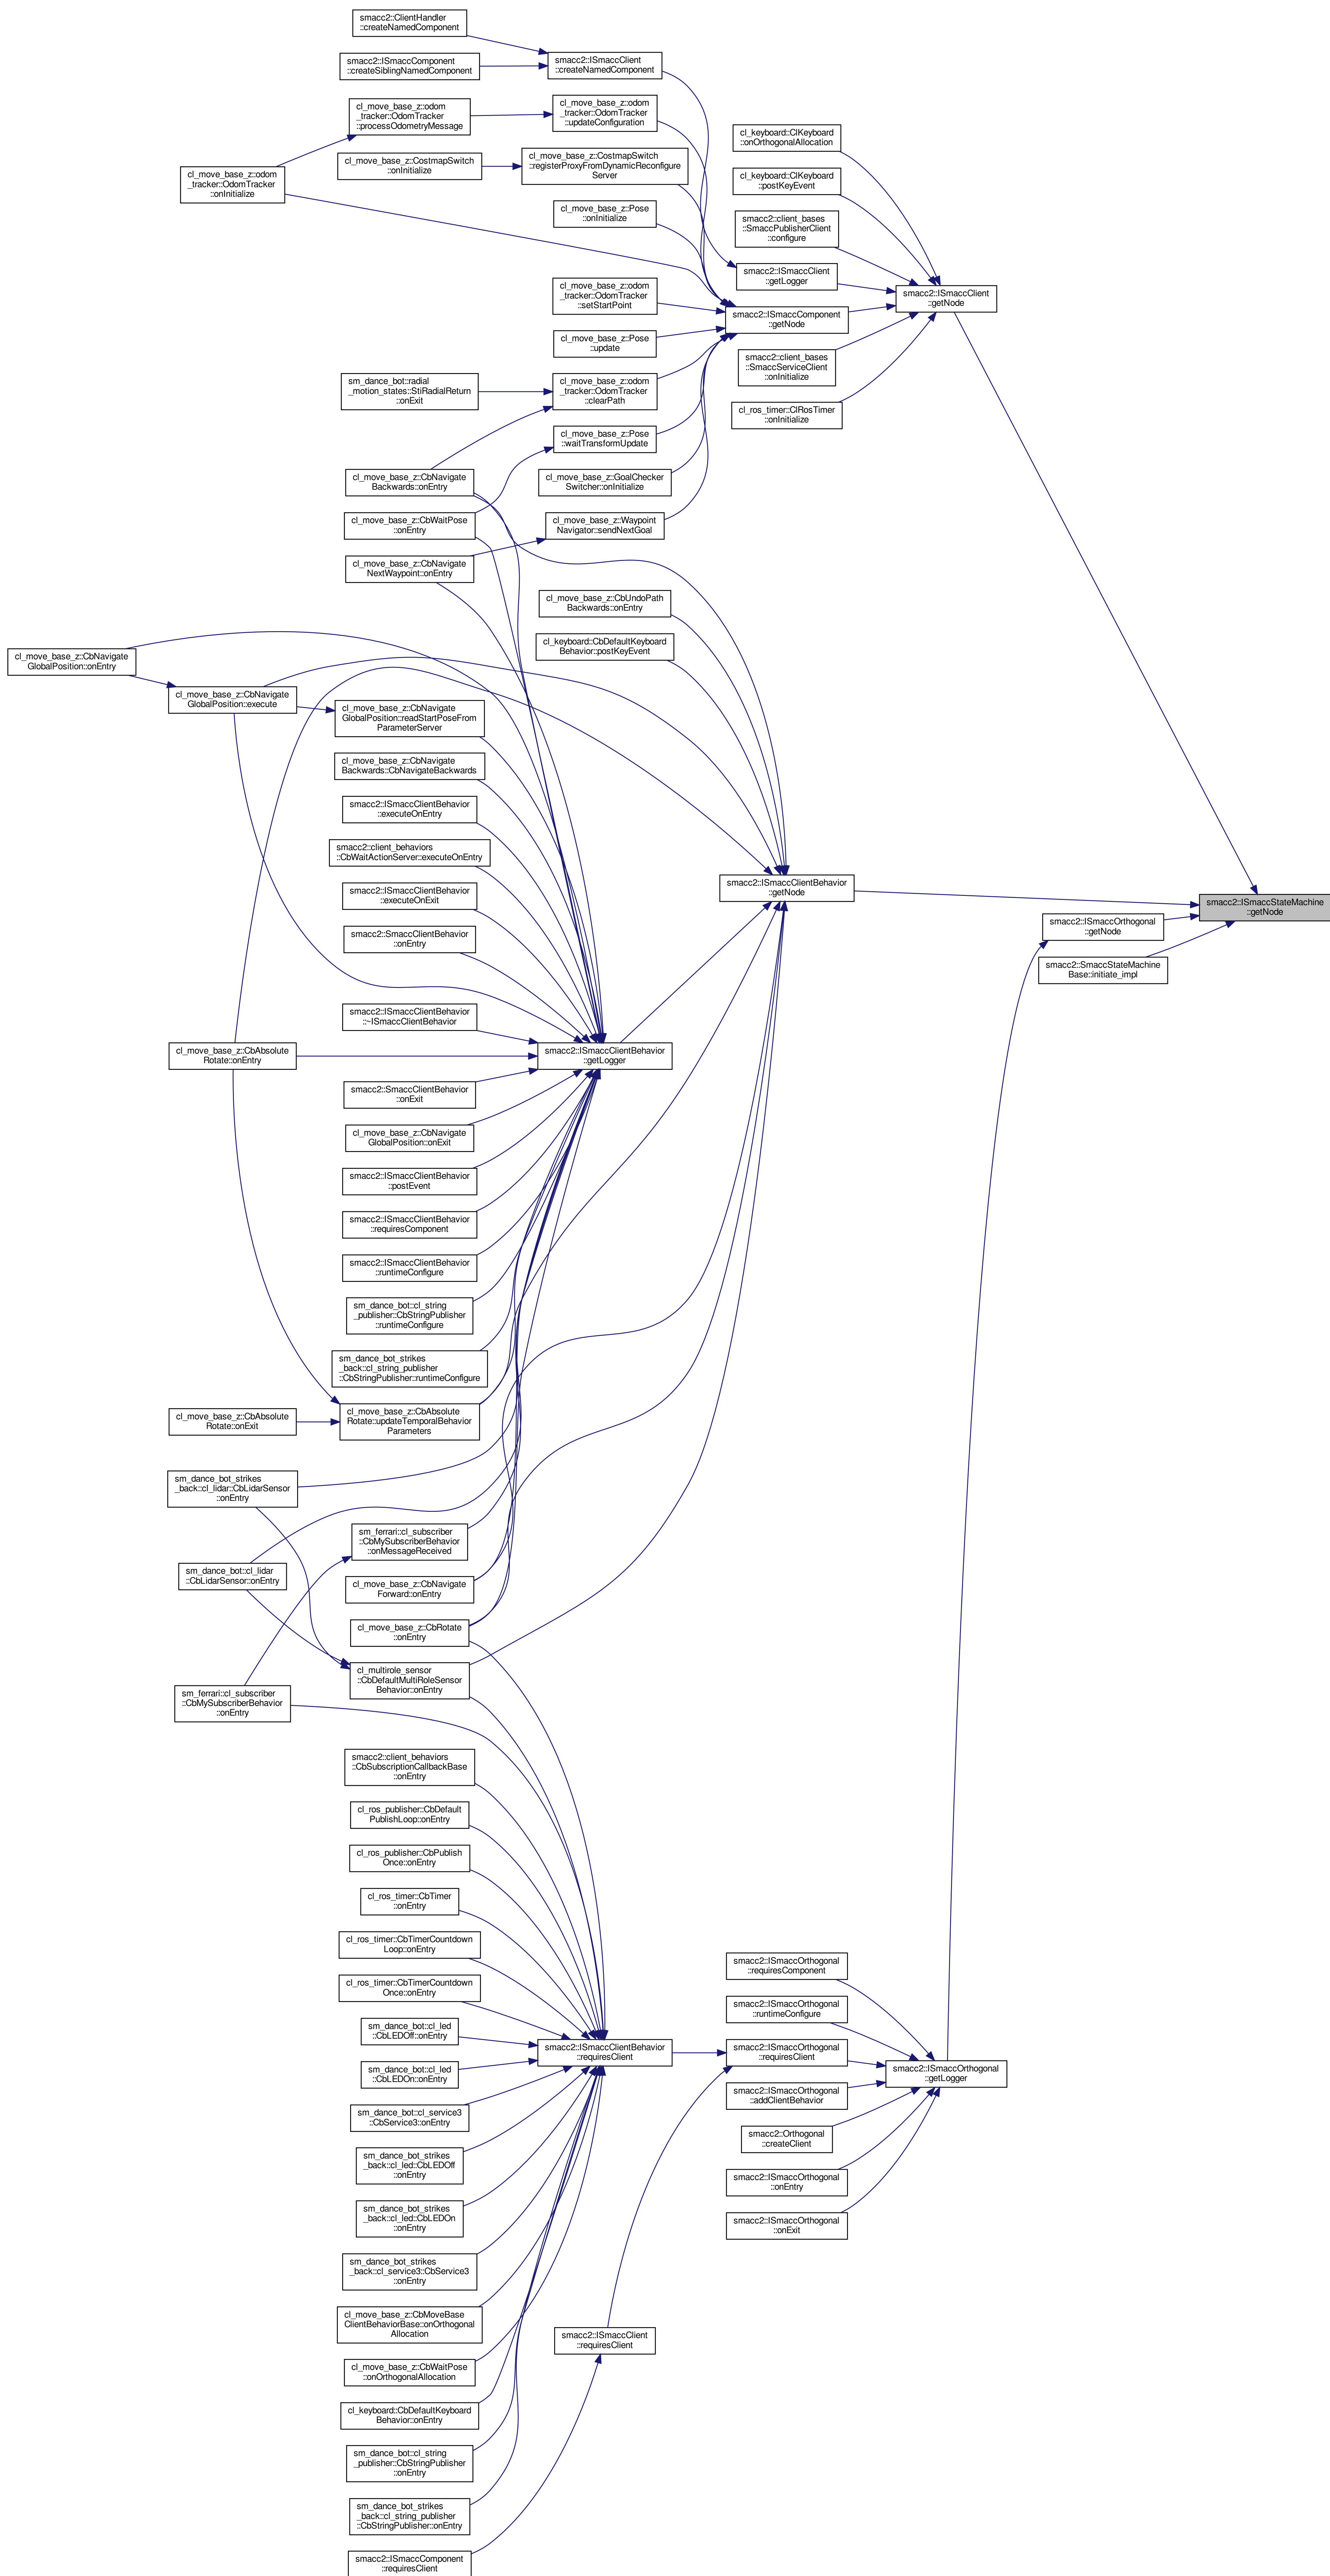 smacc2::ClientHandler
::createNamedComponent
smacc2::ISmaccComponent
::createSiblingNamedComponent
smacc2::ISmaccClient
::createNamedComponent
cl_move_base_z::odom
_tracker::OdomTracker
::processOdometryMessage
cl_move_base_z::odom
_tracker::OdomTracker
::updateConfiguration
cl_keyboard::ClKeyboard
::onOrthogonalAllocation
cl_move_base_z::odom
_tracker::OdomTracker
::onInitialize
cl_move_base_z::CostmapSwitch
::onInitialize
cl_move_base_z::CostmapSwitch
::registerProxyFromDynamicReconfigure
Server
cl_keyboard::ClKeyboard
::postKeyEvent
cl_move_base_z::Pose
::onInitialize
smacc2::client_bases
::SmaccPublisherClient
::configure
smacc2::ISmaccClient
::getLogger
cl_move_base_z::odom
_tracker::OdomTracker
::setStartPoint
smacc2::ISmaccComponent
::getNode
smacc2::ISmaccClient
::getNode
cl_move_base_z::Pose
::update
smacc2::client_bases
::SmaccServiceClient
::onInitialize
sm_dance_bot::radial
_motion_states::StiRadialReturn
::onExit
cl_move_base_z::odom
_tracker::OdomTracker
::clearPath
cl_ros_timer::ClRosTimer
::onInitialize
cl_move_base_z::Pose
::waitTransformUpdate
cl_move_base_z::CbNavigate
Backwards::onEntry
cl_move_base_z::GoalChecker
Switcher::onInitialize
cl_move_base_z::CbWaitPose
::onEntry
cl_move_base_z::Waypoint
Navigator::sendNextGoal
cl_move_base_z::CbNavigate
NextWaypoint::onEntry
cl_move_base_z::CbUndoPath
Backwards::onEntry
cl_keyboard::CbDefaultKeyboard
Behavior::postKeyEvent
cl_move_base_z::CbNavigate
GlobalPosition::onEntry
cl_move_base_z::CbNavigate
GlobalPosition::execute
cl_move_base_z::CbNavigate
GlobalPosition::readStartPoseFrom
ParameterServer
cl_move_base_z::CbNavigate
Backwards::CbNavigateBackwards
smacc2::ISmaccClientBehavior
::executeOnEntry
smacc2::client_behaviors
::CbWaitActionServer::executeOnEntry
smacc2::ISmaccClientBehavior
::executeOnExit
smacc2::ISmaccClientBehavior
::getNode
smacc2::ISmaccStateMachine
::getNode
smacc2::ISmaccOrthogonal
::getNode
smacc2::SmaccClientBehavior
::onEntry
smacc2::SmaccStateMachine
Base::initiate_impl
smacc2::ISmaccClientBehavior
::~ISmaccClientBehavior
cl_move_base_z::CbAbsolute
Rotate::onEntry
smacc2::ISmaccClientBehavior
::getLogger
smacc2::SmaccClientBehavior
::onExit
cl_move_base_z::CbNavigate
GlobalPosition::onExit
smacc2::ISmaccClientBehavior
::postEvent
smacc2::ISmaccClientBehavior
::requiresComponent
smacc2::ISmaccClientBehavior
::runtimeConfigure
sm_dance_bot::cl_string
_publisher::CbStringPublisher
::runtimeConfigure
sm_dance_bot_strikes
_back::cl_string_publisher
::CbStringPublisher::runtimeConfigure
cl_move_base_z::CbAbsolute
Rotate::onExit
cl_move_base_z::CbAbsolute
Rotate::updateTemporalBehavior
Parameters
sm_dance_bot_strikes
_back::cl_lidar::CbLidarSensor
::onEntry
sm_ferrari::cl_subscriber
::CbMySubscriberBehavior
::onMessageReceived
sm_dance_bot::cl_lidar
::CbLidarSensor::onEntry
cl_move_base_z::CbNavigate
Forward::onEntry
cl_move_base_z::CbRotate
::onEntry
cl_multirole_sensor
::CbDefaultMultiRoleSensor
Behavior::onEntry
sm_ferrari::cl_subscriber
::CbMySubscriberBehavior
::onEntry
smacc2::client_behaviors
::CbSubscriptionCallbackBase
::onEntry
cl_ros_publisher::CbDefault
PublishLoop::onEntry
cl_ros_publisher::CbPublish
Once::onEntry
cl_ros_timer::CbTimer
::onEntry
cl_ros_timer::CbTimerCountdown
Loop::onEntry
smacc2::ISmaccOrthogonal
::requiresComponent
cl_ros_timer::CbTimerCountdown
Once::onEntry
smacc2::ISmaccOrthogonal
::runtimeConfigure
sm_dance_bot::cl_led
::CbLEDOff::onEntry
smacc2::ISmaccClientBehavior
::requiresClient
smacc2::ISmaccOrthogonal
::requiresClient
smacc2::ISmaccOrthogonal
::getLogger
sm_dance_bot::cl_led
::CbLEDOn::onEntry
smacc2::ISmaccOrthogonal
::addClientBehavior
sm_dance_bot::cl_service3
::CbService3::onEntry
smacc2::Orthogonal
::createClient
sm_dance_bot_strikes
_back::cl_led::CbLEDOff
::onEntry
smacc2::ISmaccOrthogonal
::onEntry
sm_dance_bot_strikes
_back::cl_led::CbLEDOn
::onEntry
smacc2::ISmaccOrthogonal
::onExit
sm_dance_bot_strikes
_back::cl_service3::CbService3
::onEntry
cl_move_base_z::CbMoveBase
ClientBehaviorBase::onOrthogonal
Allocation
smacc2::ISmaccClient
::requiresClient
cl_move_base_z::CbWaitPose
::onOrthogonalAllocation
cl_keyboard::CbDefaultKeyboard
Behavior::onEntry
sm_dance_bot::cl_string
_publisher::CbStringPublisher
::onEntry
sm_dance_bot_strikes
_back::cl_string_publisher
::CbStringPublisher::onEntry
smacc2::ISmaccComponent
::requiresClient